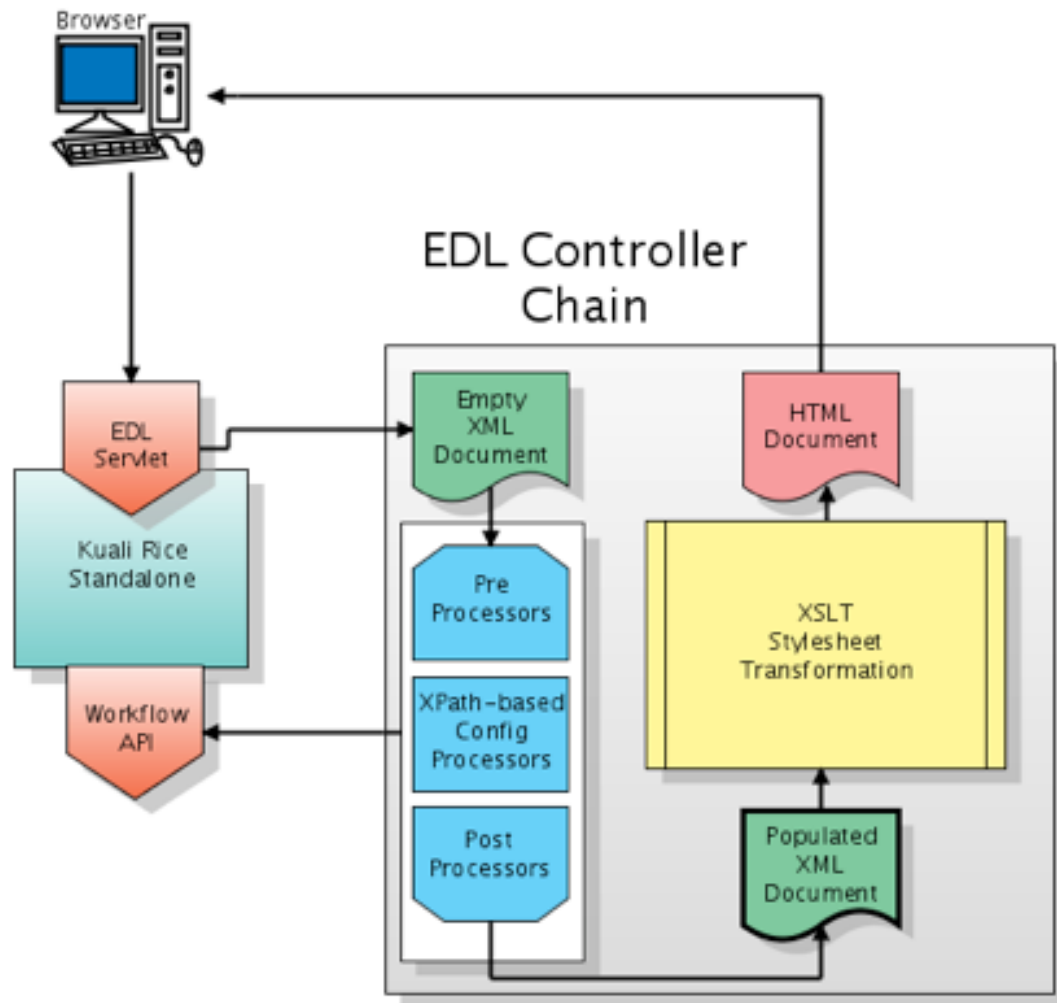 Browser
EDL Controller
Chain
EDL
Servlet
Empty
XML
Document
HTML
Document
Kuali Rice
Standalone
Pre
Processors
XSLT
Stylesheet
Transformation
Workflow
API
XPath-based
Config
Processors
Post
Processors
Populated
XML
Document